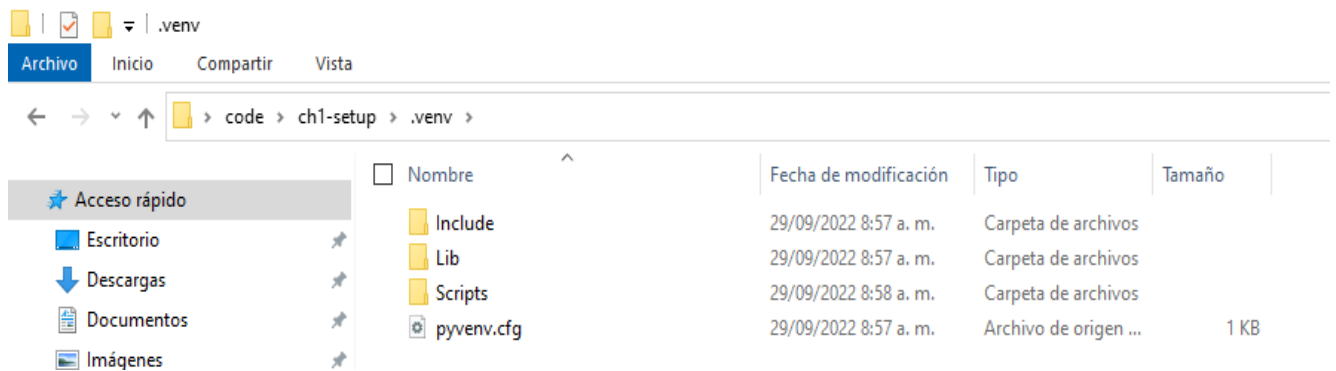 .venv
Archivo Inicio Compartir Vista
code > ch1-setup > .venv >
Nombre Fecha de modificación Tipo Tamaño
Acceso rápido
Include 29/09/2022 8:57 a. m. Carpeta de archivos
Escritorio
Lib 29/09/2022 8:57 a. m. Carpeta de archivos
Descargas
Scripts 29/09/2022 8:58 a. m. Carpeta de archivos
Documentos
pyvenv.cfg 29/09/2022 8:57 a. m. Archivo de origen ... 1 KB
Imágenes